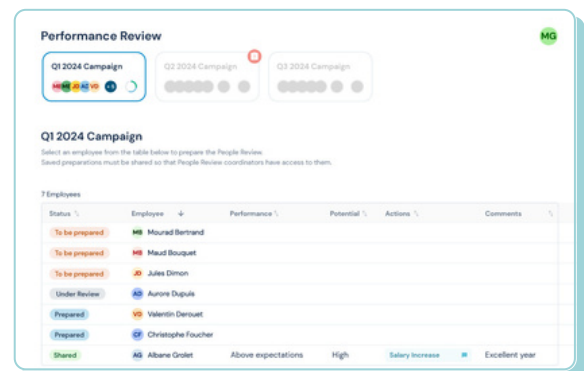 Performance Review
MG
Q1 2024 Campaign
Q2 2024 Campaign
Q3 2024 Campaign
Q1 2024 Campaign
Select an employee from the table below to prepare the People Review.
Saved preparations must be shared so that People Review coordinators have access to them.
7 Employees
Status Employee Performance Potential Actions Comments
To be prepared MB Mourad Bertrand
To be prepared MB Maud Bouquet
To be prepared JD Jules Dimon
Under Review AD Aurore Dupuis
Prepared VD Valentin Derouet
Prepared CF Christophe Foucher
Shared AG Albane Grolet Above expectations High Salary Increase Excellent year